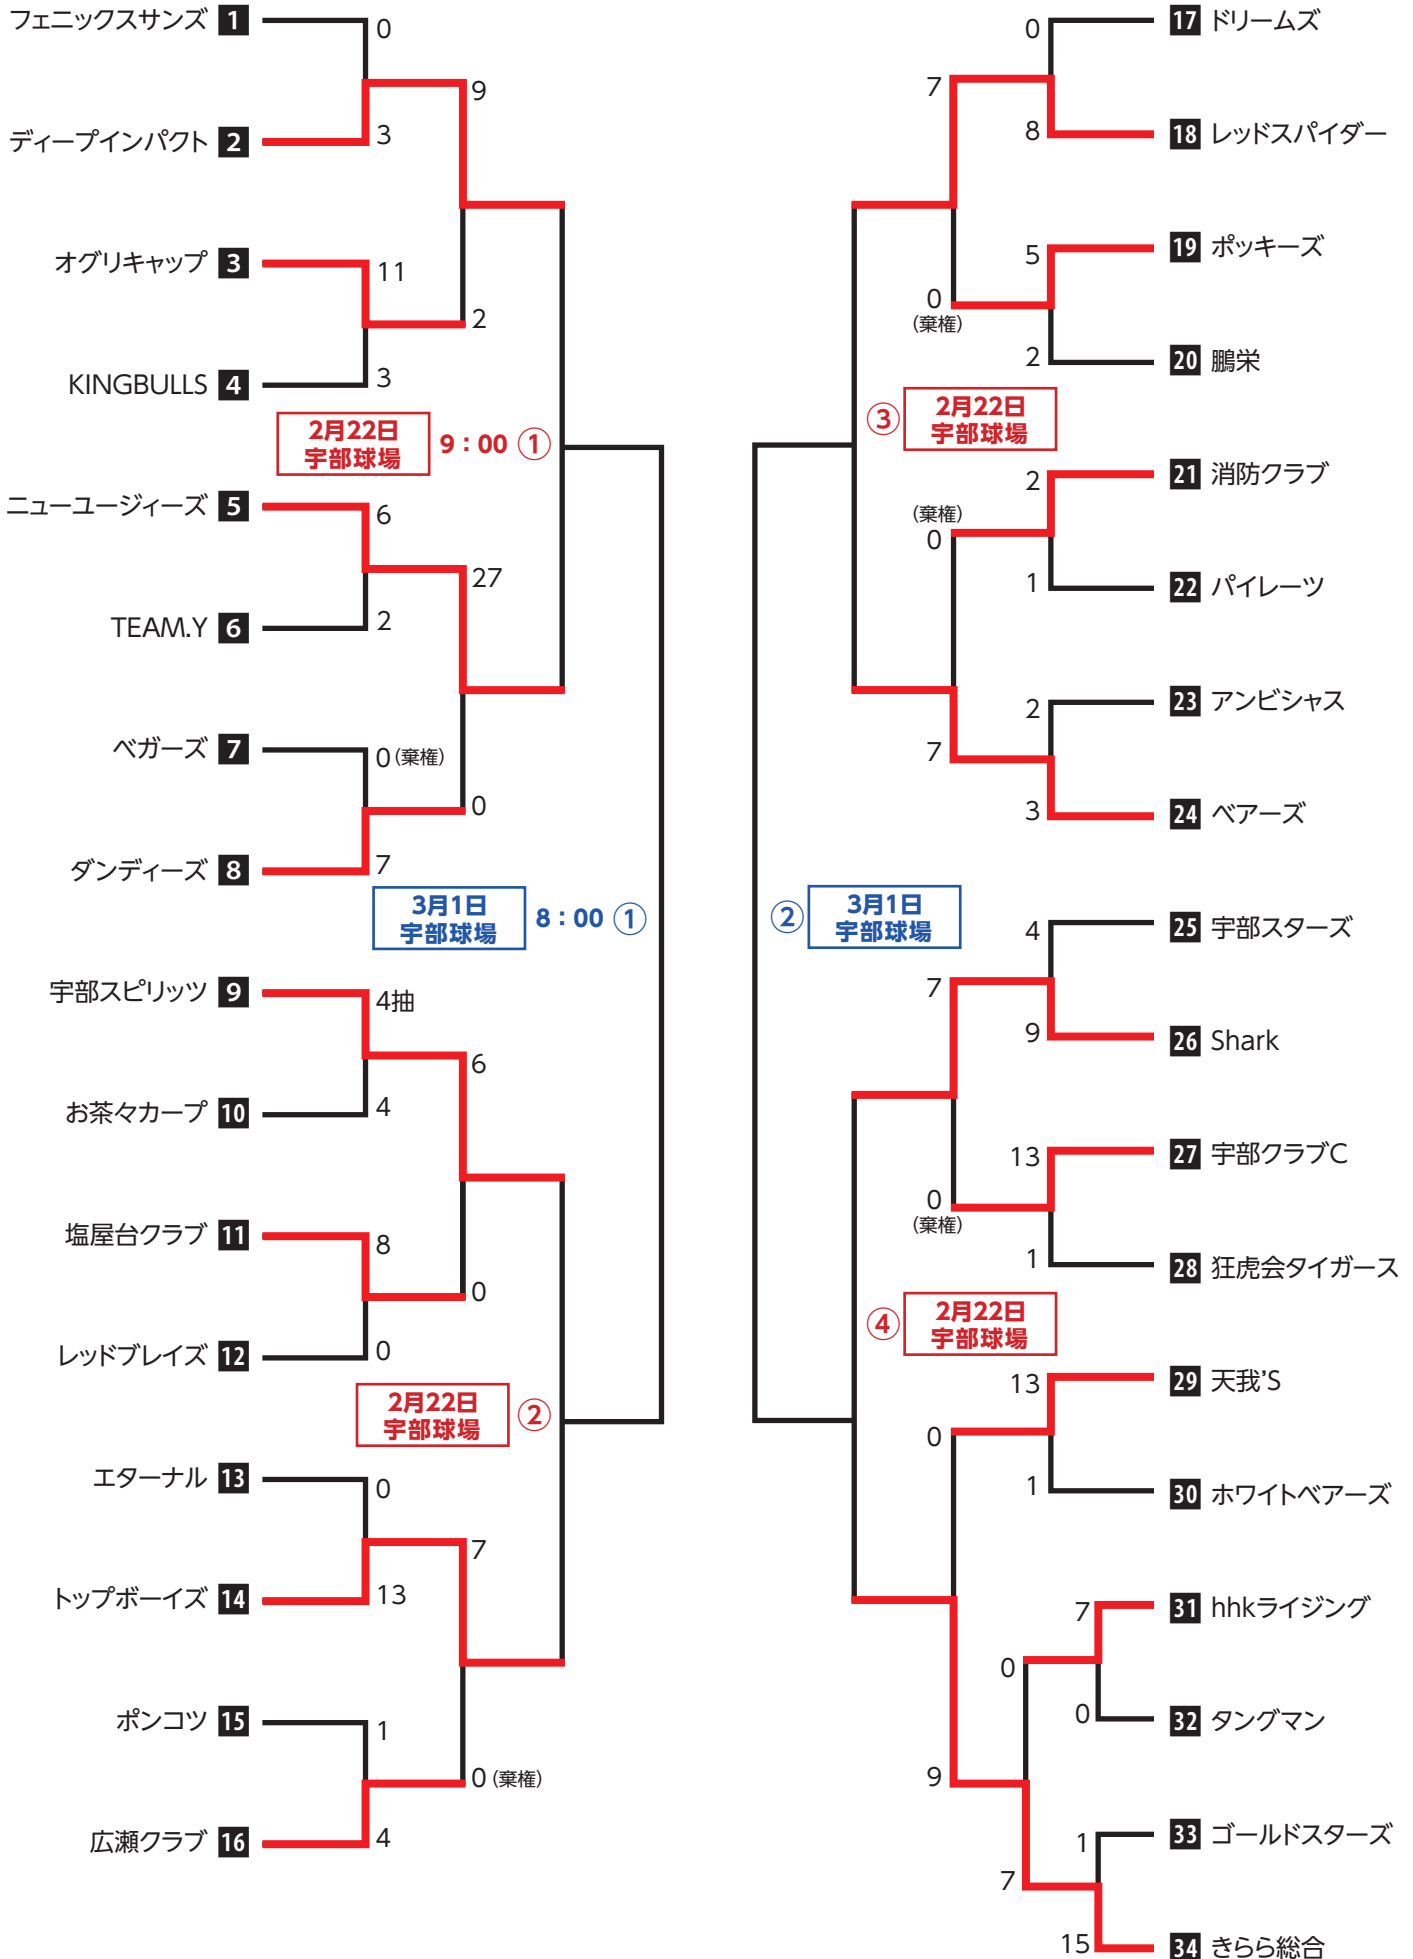 フェニックスサンズ 1
0
9
ディープインパクト 2
3
オグリキャップ 3
11
2
KINGBULLS 4
3
2月22日
宇部球場
9：00 ①
ニューユージィーズ 5
6
27
TEAM.Y 6
2
ベガーズ 7
0(棄権)
0
ダンディーズ 8
7
3月1日
宇部球場
8：00 ①
宇部スピリッツ 9
4抽
6
お茶々カープ 10
4
塩屋台クラブ 11
8
0
レッドブレイズ 12
0
2月22日
宇部球場
②
エターナル 13
0
7
トップボーイズ 14
13
ポンコツ 15
1
0(棄権)
広瀬クラブ 16
4
0
17 ドリームズ
7
8
18 レッドスパイダー
5
19 ポッキーズ
0
(棄権)
2
20 鵬栄
③
2月22日
宇部球場
2
21 消防クラブ
(棄権)
0
1
22 パイレーツ
2
23 アンビシャス
7
3
24 ベアーズ
②
3月1日
宇部球場
4
25 宇部スターズ
7
9
26 Shark
13
27 宇部クラブC
0
(棄権)
1
28 狂虎会タイガース
④
2月22日
宇部球場
13
29 天我'S
0
1
30 ホワイトベアーズ
7
31 hhkライジング
0
0
32 タングマン
9
1
33 ゴールドスターズ
7
15
34 きらら総合